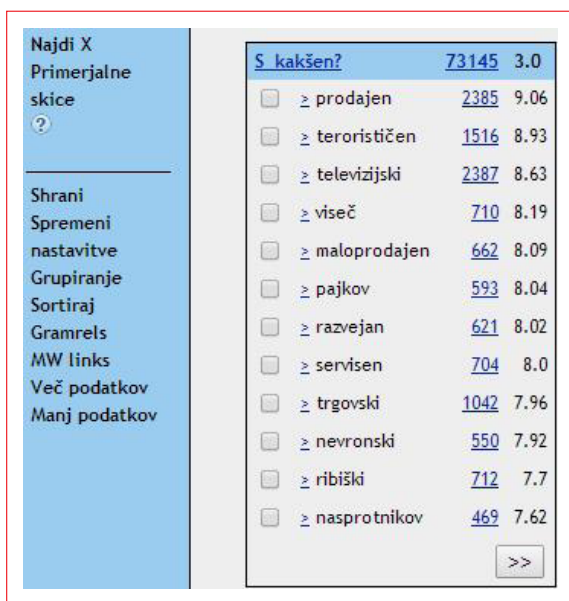 Najdi X
Primerjalne
skice
?
Shrani
Spremeni
nastavitve
Grupiranje
Sortiraj
Gramrels
MW links
Več podatkov
Manj podatkov
S_kakšen? 73145 3.0
> prodajen 2385 9.06
> terorističen 1516 8.93
> televizijski 2387 8.63
> viseč 710 8.19
> maloprodajen 662 8.09
> pajkov 593 8.04
> razvejan 621 8.02
> servisen 704 8.0
> trgovski 1042 7.96
> nevronski 550 7.92
> ribiški 712 7.7
> nasprotnikov 469 7.62
>>